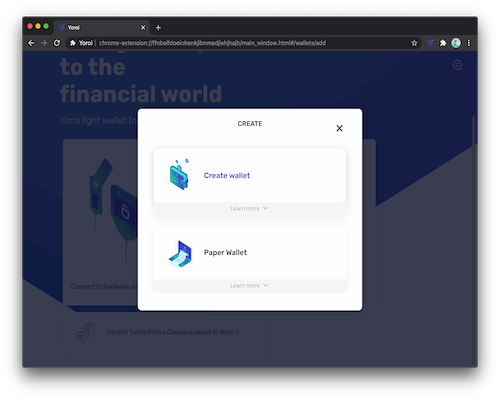 Yoroi
Yoroi chrome-extension://ffnbelfdoeiohenkjibnmadjiehjhajb/main_window.html#/wallets/add
to the
financial world
Yoroi light wallet fo
CREATE
Create wallet
Learn more
Paper Wallet
Learn more
Connect to hardware w
Transfer funds from a Daedalus wallet to Yoroi